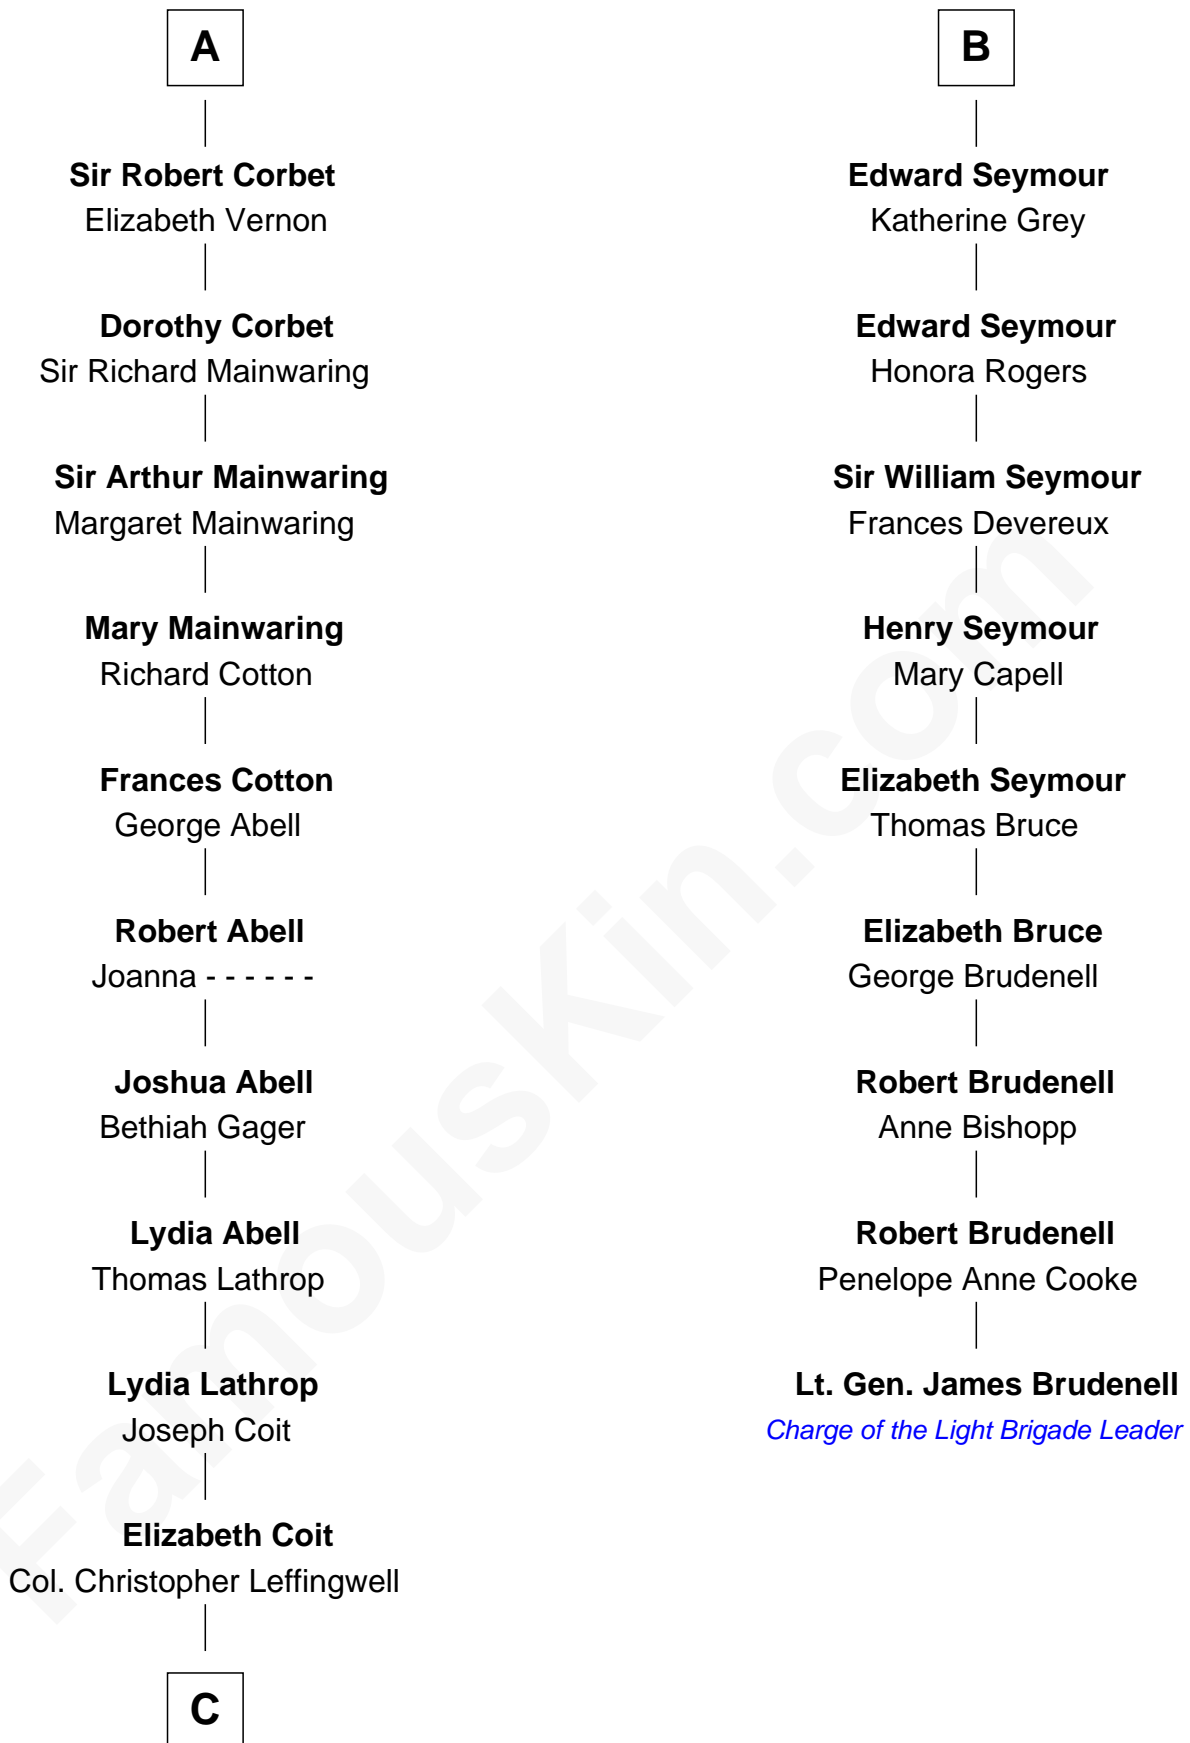 A
Sir Robert Corbet
Elizabeth Vernon
Dorothy Corbet
Sir Richard Mainwaring
Sir Arthur Mainwaring
Margaret Mainwaring
Mary Mainwaring
Richard Cotton
Frances Cotton
George Abell
Robert Abell
Joanna - - - - - -
Joshua Abell
Bethiah Gager
Lydia Abell
Thomas Lathrop
Lydia Lathrop
Joseph Coit
Elizabeth Coit
Col. Christopher Leffingwell
C
B
Edward Seymour
Katherine Grey
Edward Seymour
Honora Rogers
Sir William Seymour
Frances Devereux
Henry Seymour
Mary Capell
Elizabeth Seymour
Thomas Bruce
Elizabeth Bruce
George Brudenell
Robert Brudenell
Anne Bishopp
Robert Brudenell
Penelope Anne Cooke
Lt. Gen. James Brudenell
Charge of the Light Brigade Leader
FamousKin.com